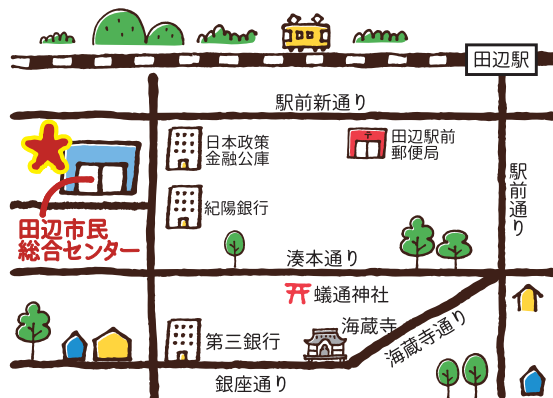 田辺駅
駅前新通り
日本政策
金融公庫
田辺駅前
郵便局
駅前通り
紀陽銀行
田辺市民
総合センター
湊本通り
蟻通神社
海蔵寺
海蔵寺通り
第三銀行
銀座通り